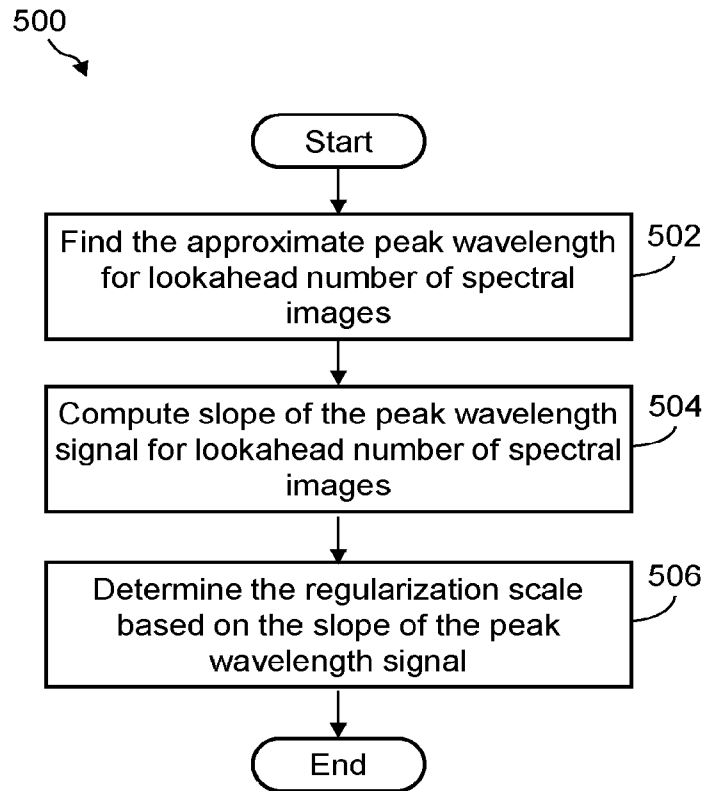 500
Start
Find the approximate peak wavelength
for lookahead number of spectral
images
502
Compute slope of the peak wavelength
signal for lookahead number of spectral
images
504
Determine the regularization scale
based on the slope of the peak
wavelength signal
506
End